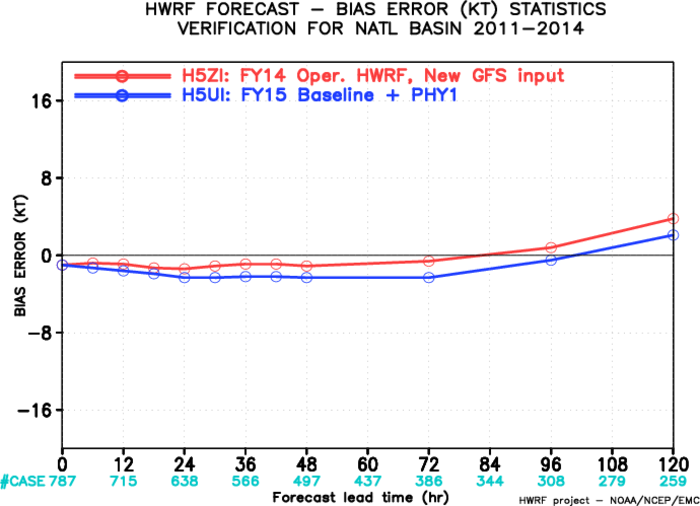 HWRF FORECAST – BIAS ERROR (KT) STATISTICS
VERIFICATION FOR NATL BASIN 2011–2014
H5ZI: FY14 Oper. HWRF, New GFS input
H5UI: FY15 Baseline + PHY1
16
8
0
−8
−16
BIAS ERROR (KT)
0 12 24 36 48 60 72 84 96 108 120
#CASE 787 715 638 566 497 437 386 344 308 279 259
Forecast lead time (hr)
HWRF project – NOAA/NCEP/EMC